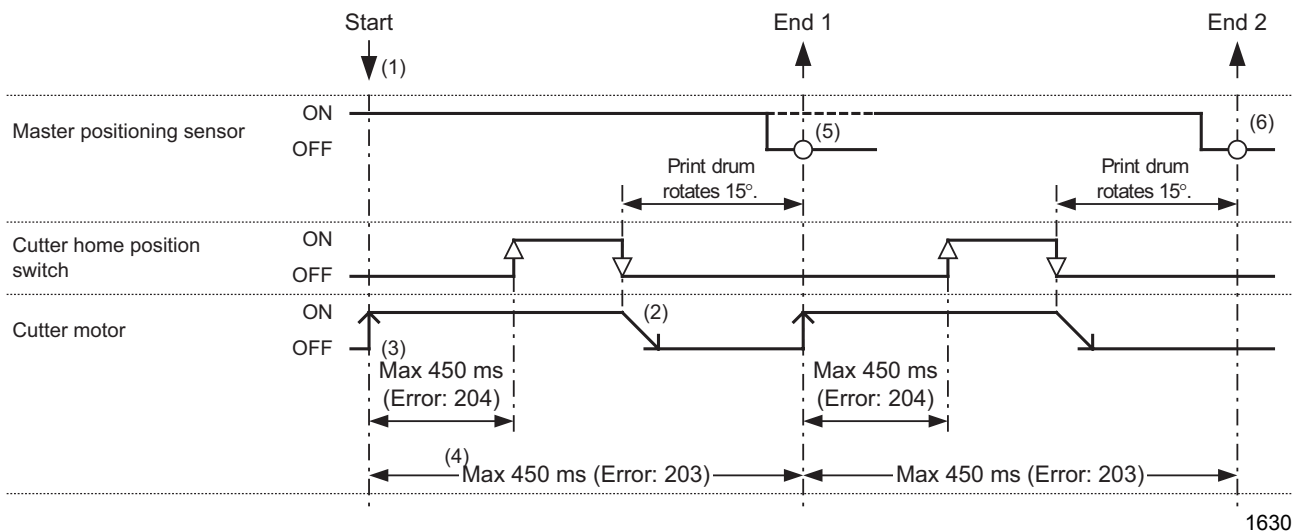 Start
End 1
End 2
(1)
Master positioning sensor
ON
OFF
(5)
(6)
Print drum
rotates 15°.
Print drum
rotates 15°.
Cutter home position
switch
ON
OFF
Cutter motor
ON
OFF
(2)
(3)
Max 450 ms
(Error: 204)
Max 450 ms
(Error: 204)
(4)
Max 450 ms (Error: 203)
Max 450 ms (Error: 203)
1630